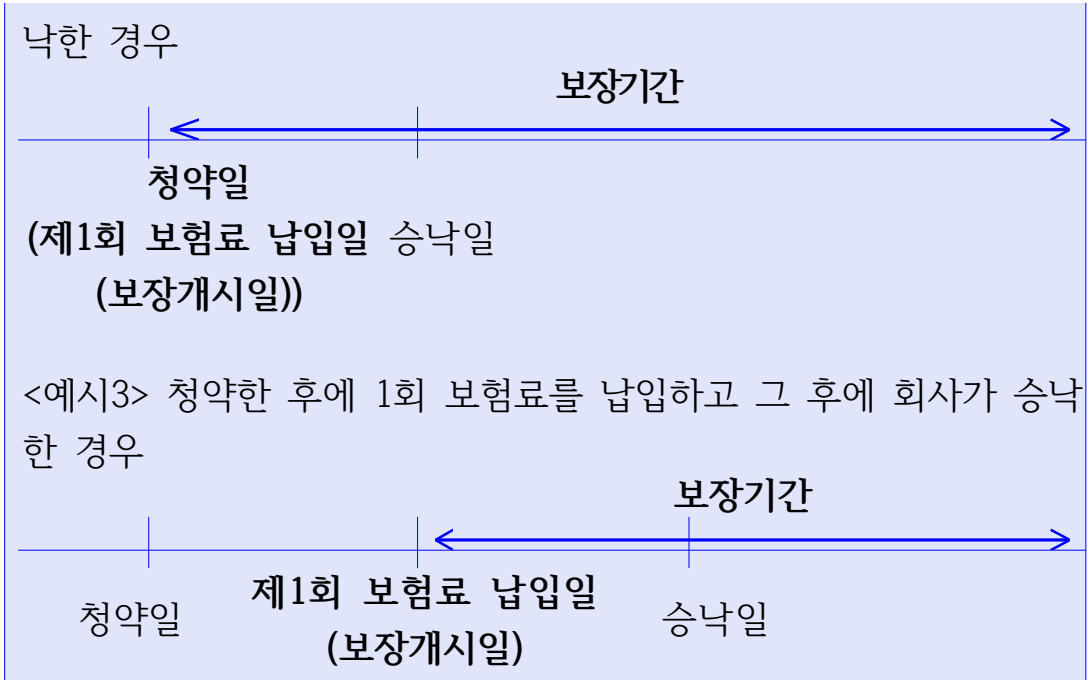 낙한 경우
보장기간
청약일
(제1회 보험료 납입일 승낙일
(보장개시일))
<예시3> 청약한 후에 1회 보험료를 납입하고 그 후에 회사가 승낙
한 경우
보장기간
청약일 제1회 보험료 납입일 승낙일
(보장개시일)